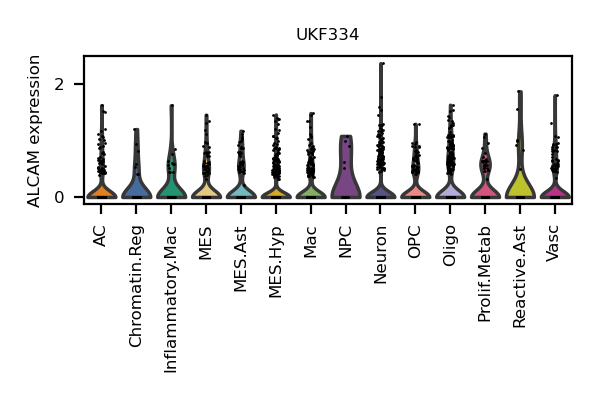 UKF334
ALCAM expression
2
0
AC
Chromatin.Reg
Inflammatory.Mac
MES
MES.Ast
MES.Hyp
Mac
NPC
Neuron
OPC
Oligo
Prolif.Metab
Reactive.Ast
Vasc